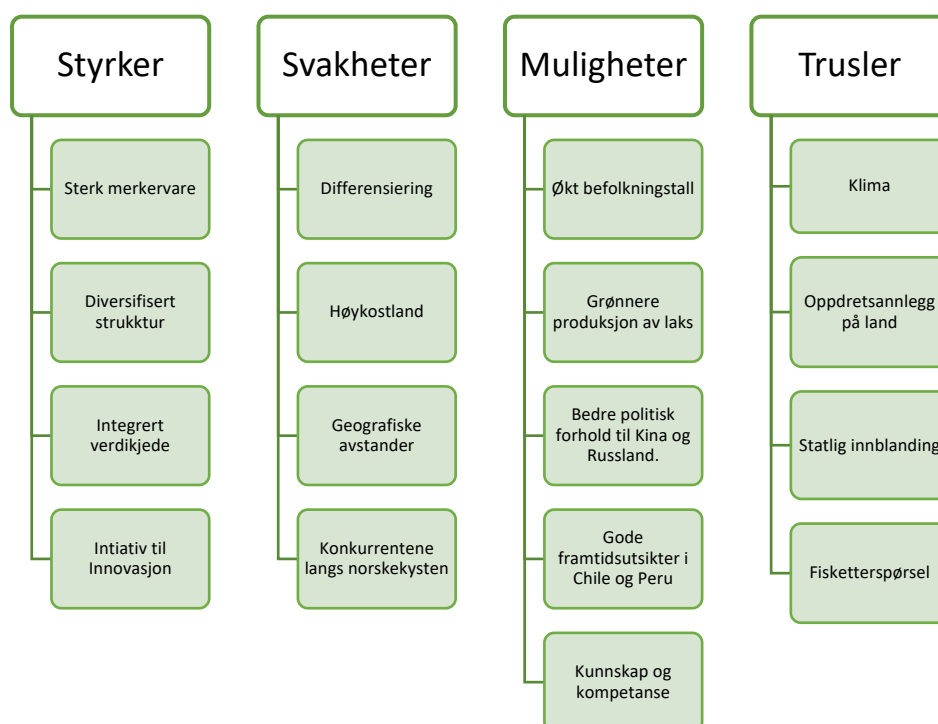 Styrker
Sterk merkervare
Diversifisert
strukktur
Integrert
verdikjede
Intiativ til
Innovasjon
Svakheter
Differensiering
Høykostland
Geografiske
avstander
Konkurrentene
langs norskekysten
Muligheter
Økt befolkningstall
Grønnere
produksjon av laks
Bedre politisk
forhold til Kina og
Russland.
Gode
framtidsutsikter i
Chile og Peru
Kunnskap og
kompetanse
Trusler
Klima
Oppdretsannlegg
på land
Statlig innblanding
Fisketterspørsel